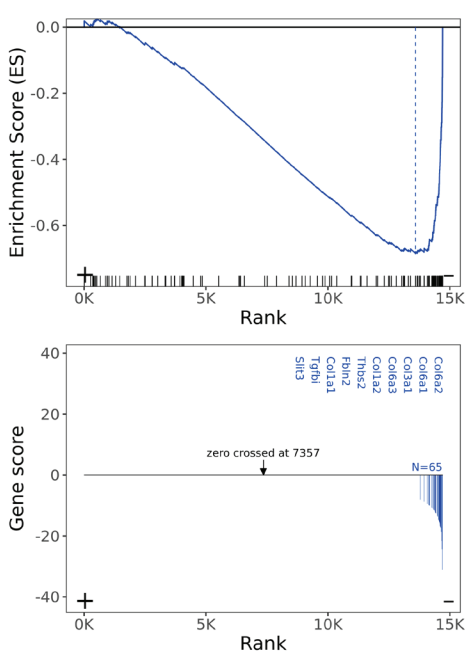 Enrichment Score (ES)
0.0
-0.2
-0.4
-0.6
+
−
0K
5K
10K
15K
Rank
Gene score
40
20
0
-20
-40
Slit3
Tgfbi
Col1a1
Fbln2
Thbs2
Col1a2
Col6a3
Col3a1
Col6a1
Col6a2
zero crossed at 7357
N=65
+
−
0K
5K
10K
15K
Rank